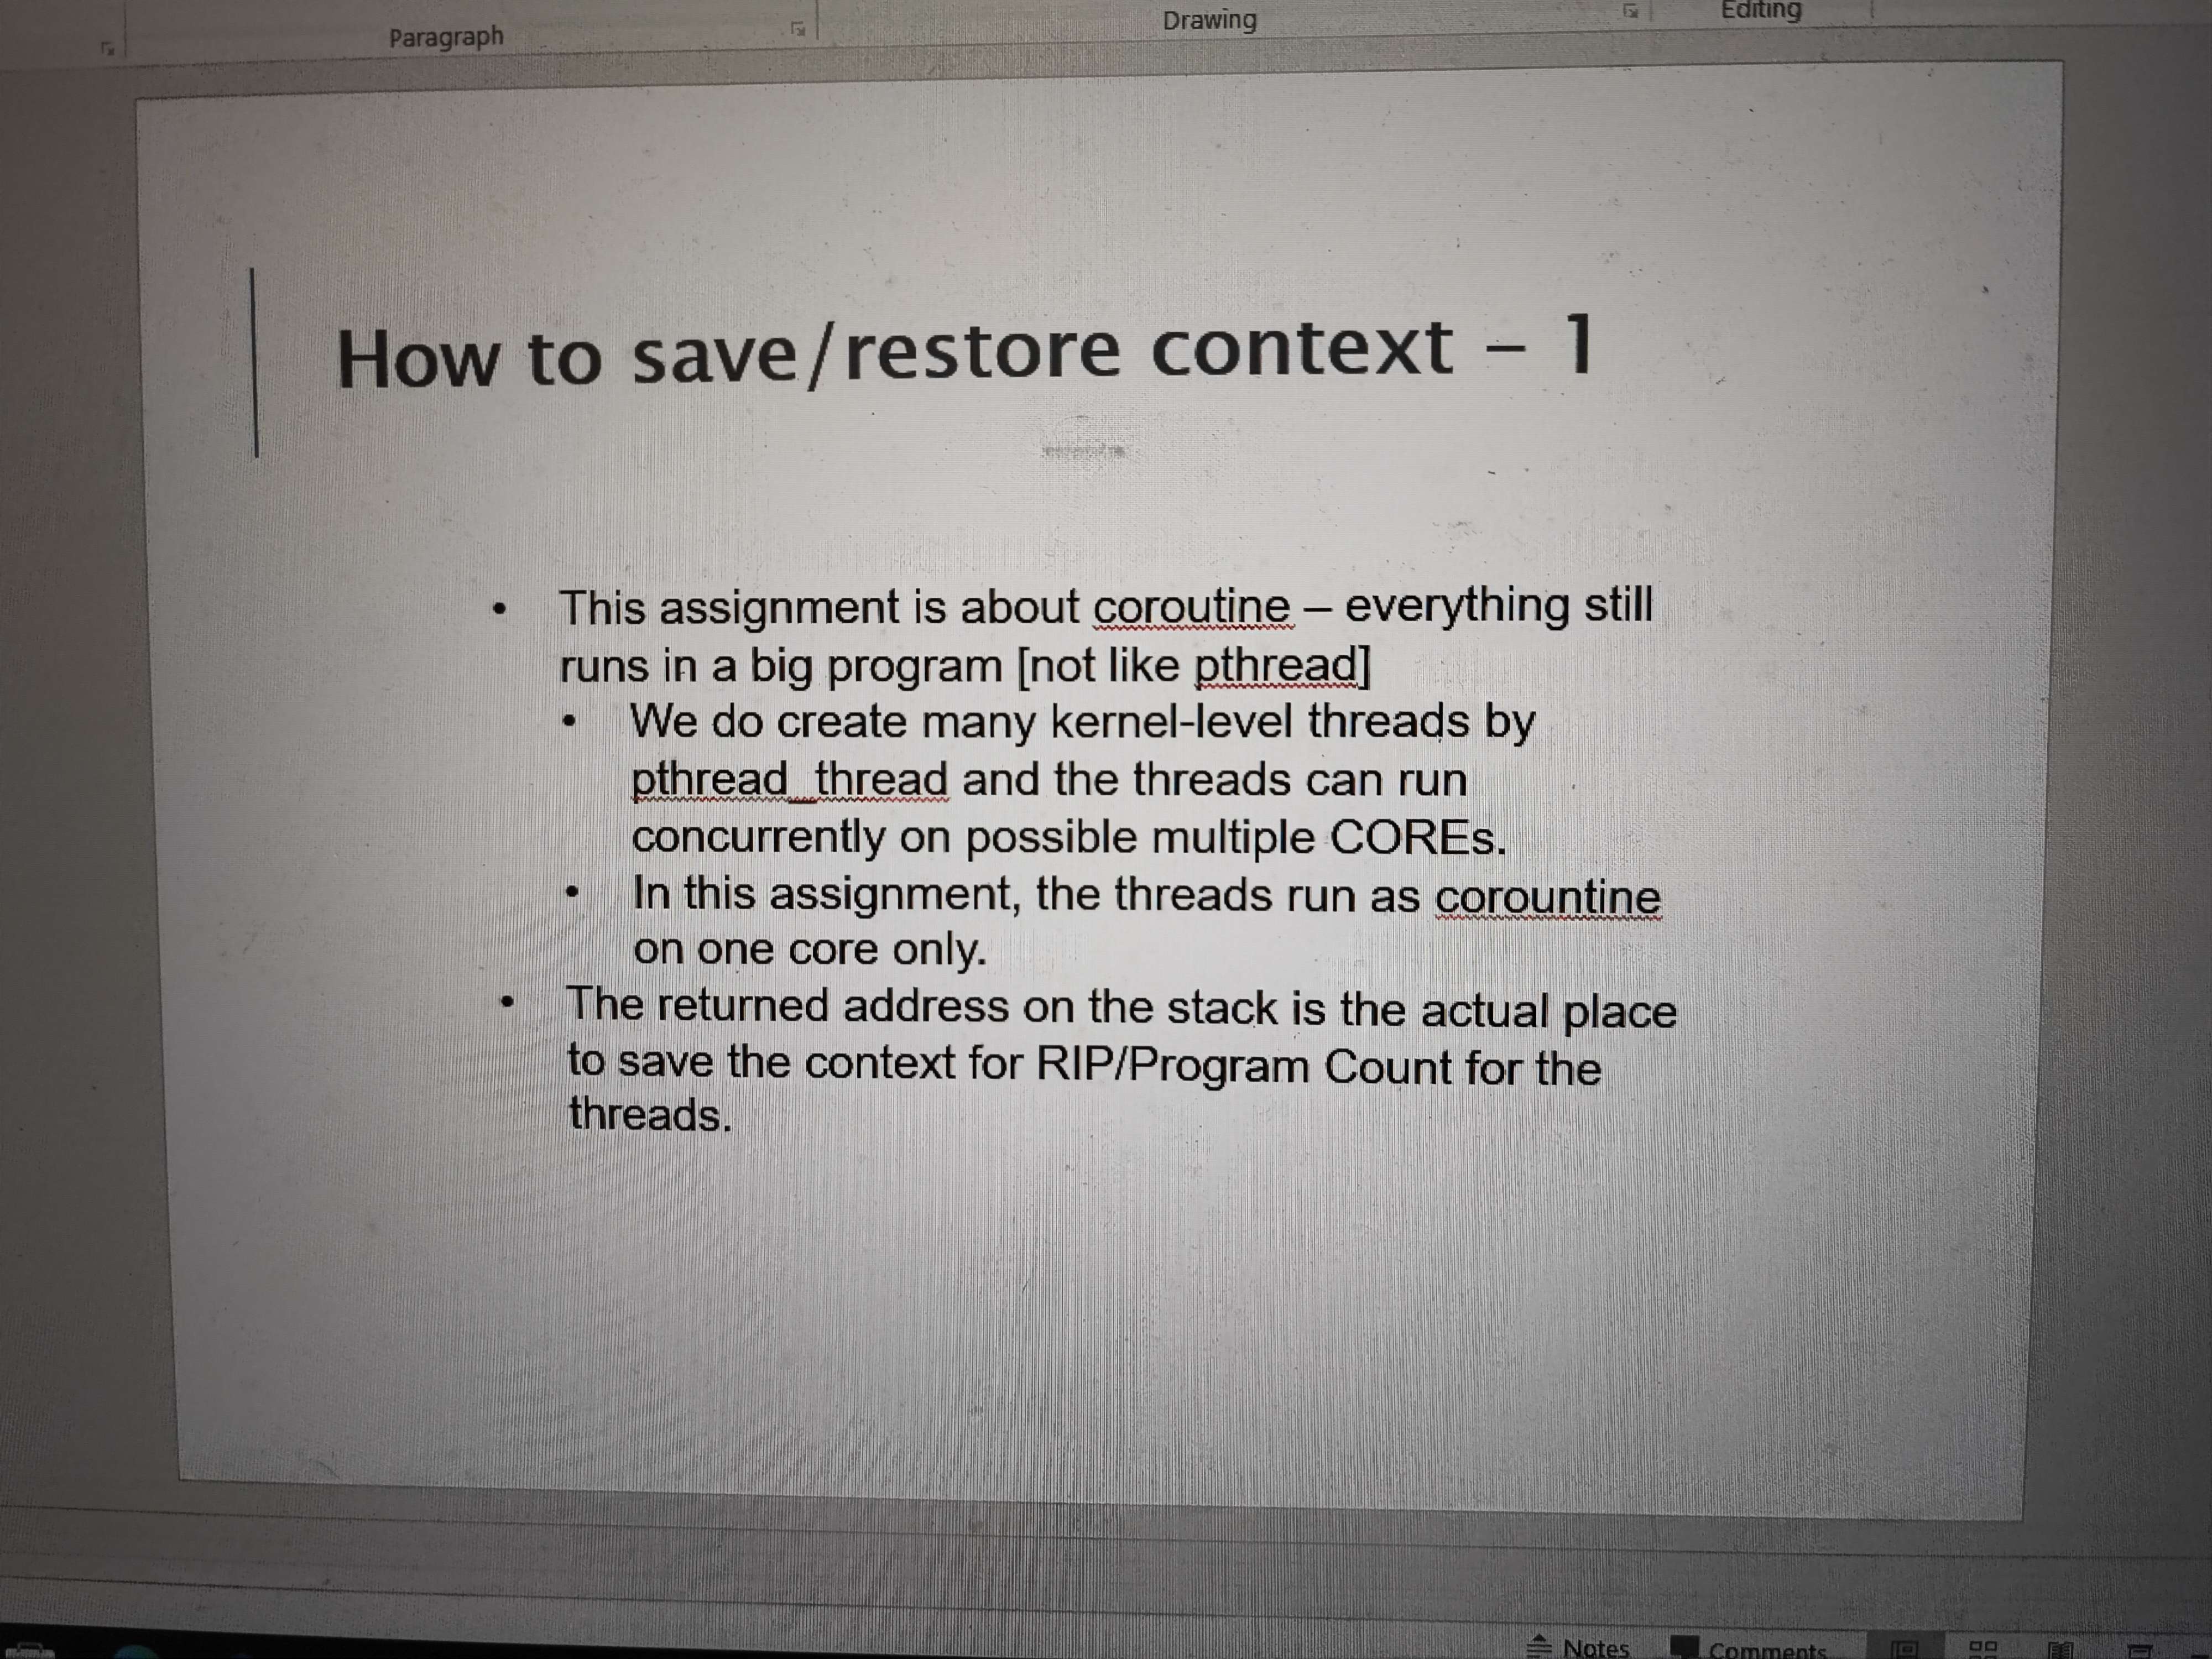 Paragraph
Drawing
Editing
How to save/restore context – 1
• This assignment is about coroutine – everything still
runs in a big program [not like pthread]
• We do create many kernel-level threads by
pthread_thread and the threads can run
concurrently on possible multiple COREs.
• In this assignment, the threads run as corountine
on one core only.
• The returned address on the stack is the actual place
to save the context for RIP/Program Count for the
threads.
Notes
Comments